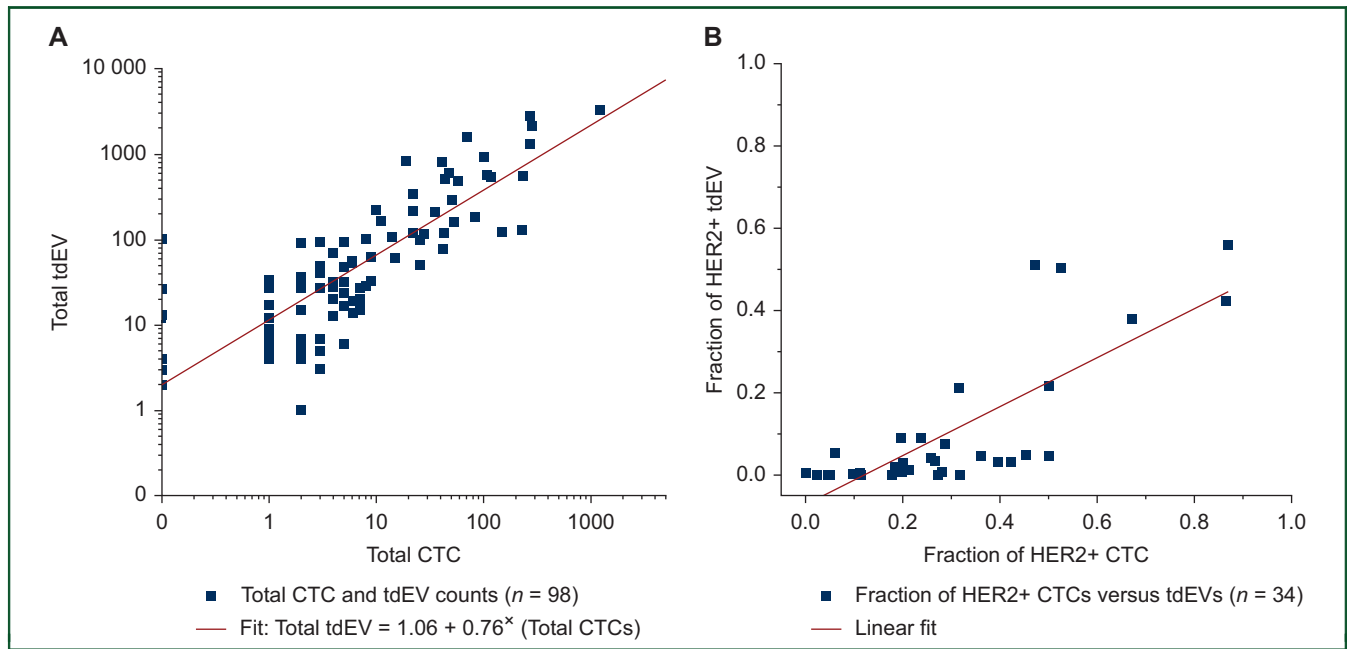 A
B
10 000
1000
100
10
1
0
Total tdEV
0 1 10 100 1000
Total CTC
Total CTC and tdEV counts (n = 98)
Fit: Total tdEV = 1.06 + 0.76× (Total CTCs)
1.0
0.8
0.6
0.4
0.2
0.0
Fraction of HER2+ tdEV
0.0 0.2 0.4 0.6 0.8 1.0
Fraction of HER2+ CTC
Fraction of HER2+ CTCs versus tdEVs (n = 34)
Linear fit